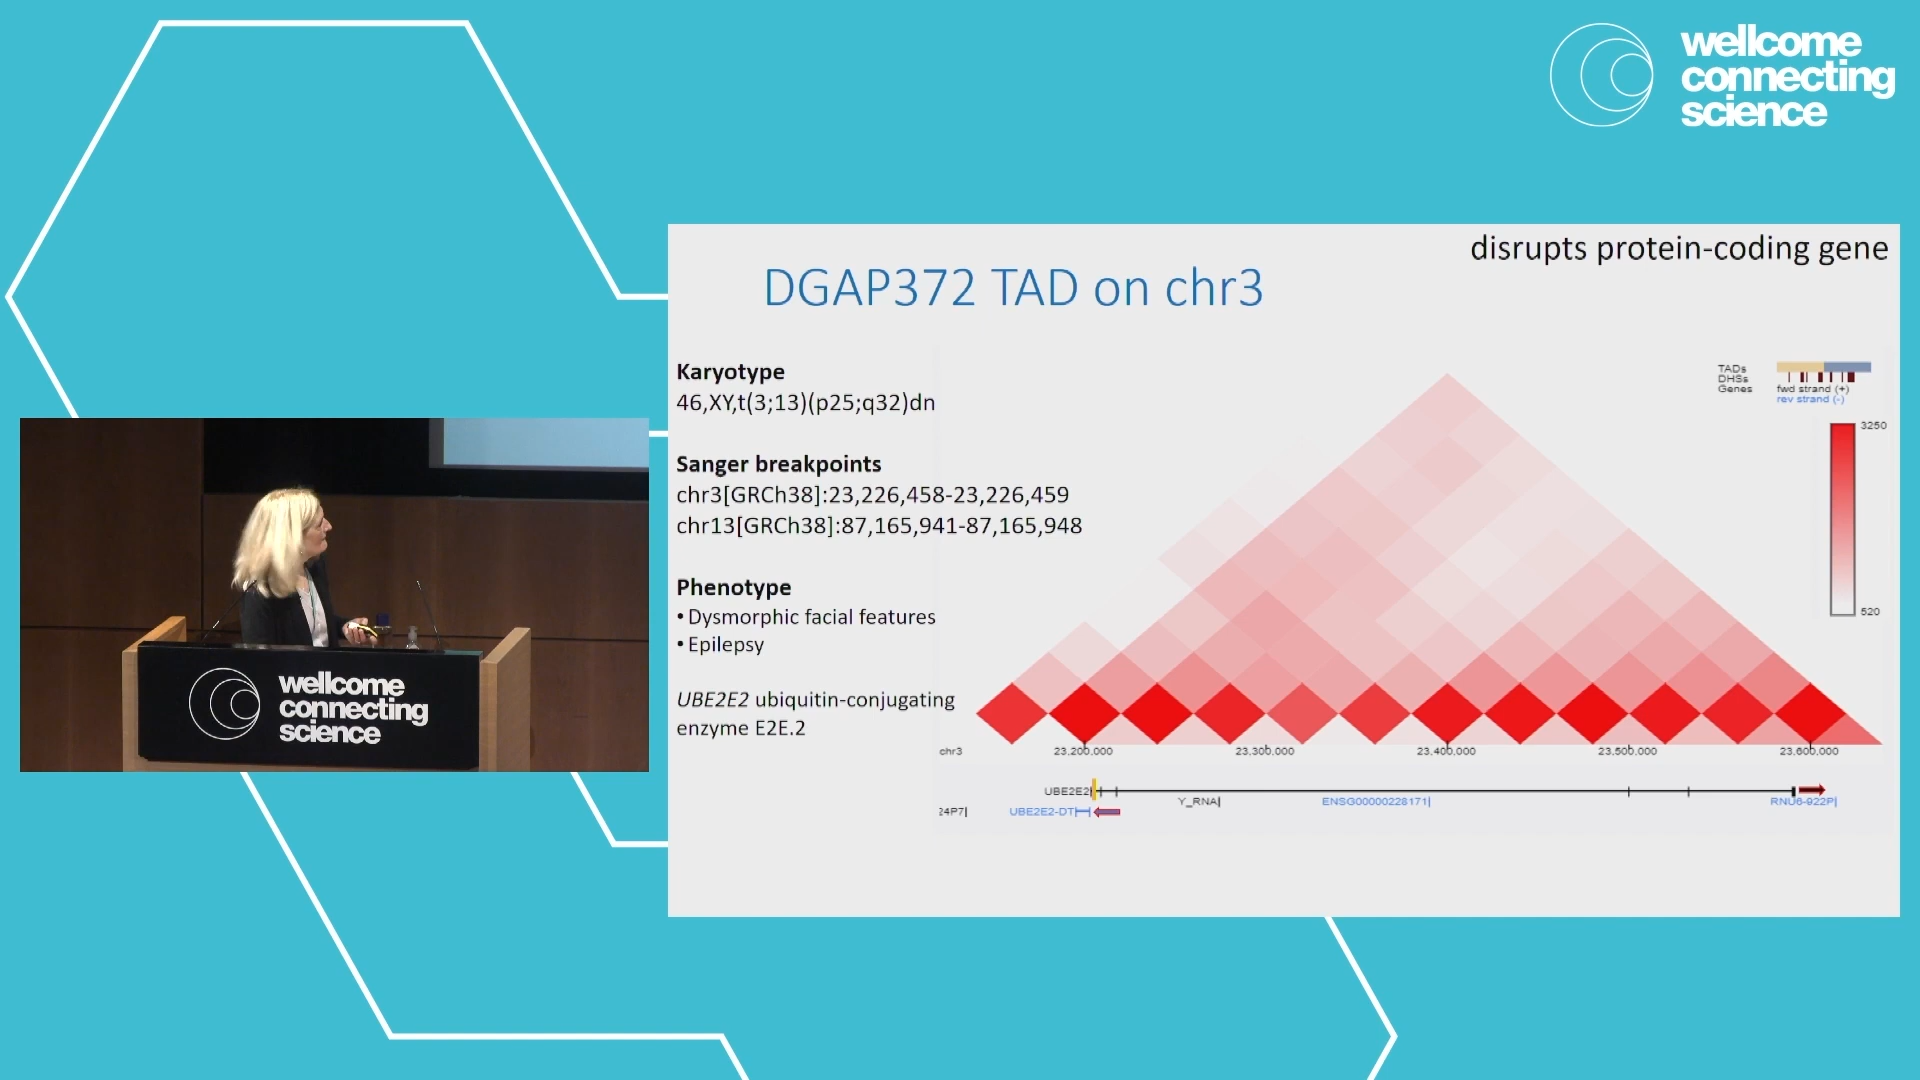 wellcome
connecting
science
disrupts protein-coding gene
DGAP372 TAD on chr3
Karyotype
46,XY,t(3;13)(p25;q32)dn
Sanger breakpoints
chr3[GRCh38]:23,226,458-23,226,459
chr13[GRCh38]:87,165,941-87,165,948
Phenotype
• Dysmorphic facial features
• Epilepsy
UBE2E2 ubiquitin-conjugating
enzyme E2E.2
TADs
DHSs
Genes
fwd strand (+)
rev strand (-)
3250
520
chr3 23,200,000 23,300,000 23,400,000 23,500,000 23,600,000
UBE2E2
24P7 UBE2E2-DT Y_RNA ENSG00000228171 RNU6-922P
wellcome
connecting
science